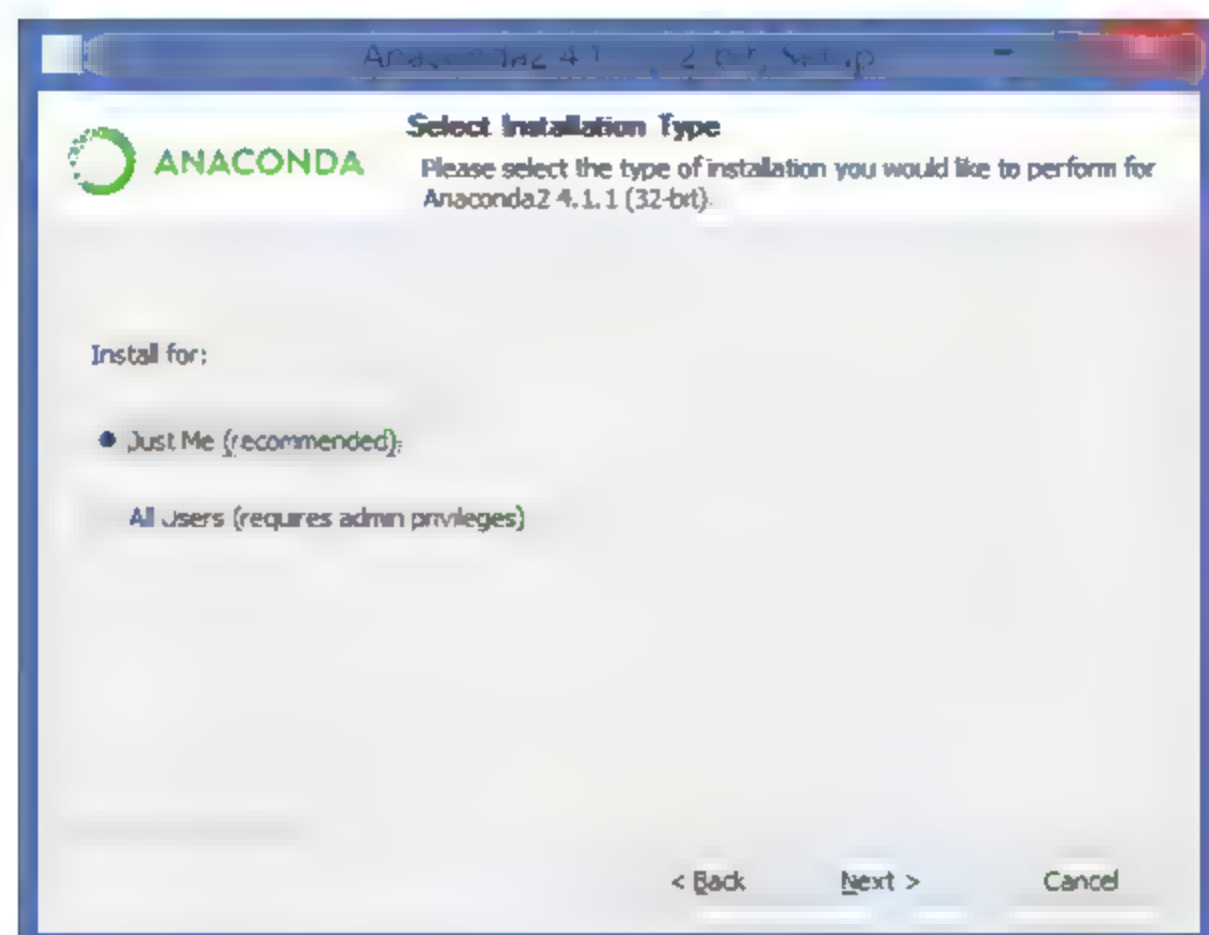 Setup
ANACONDA
Select Installation Type
Please select the type of installation you would like to perform for
Anaconda2 4.1.1 (32-bit).
Install for:
Just Me (recommended)
All Users (requires admin privileges)
< Back
Next >
Cancel